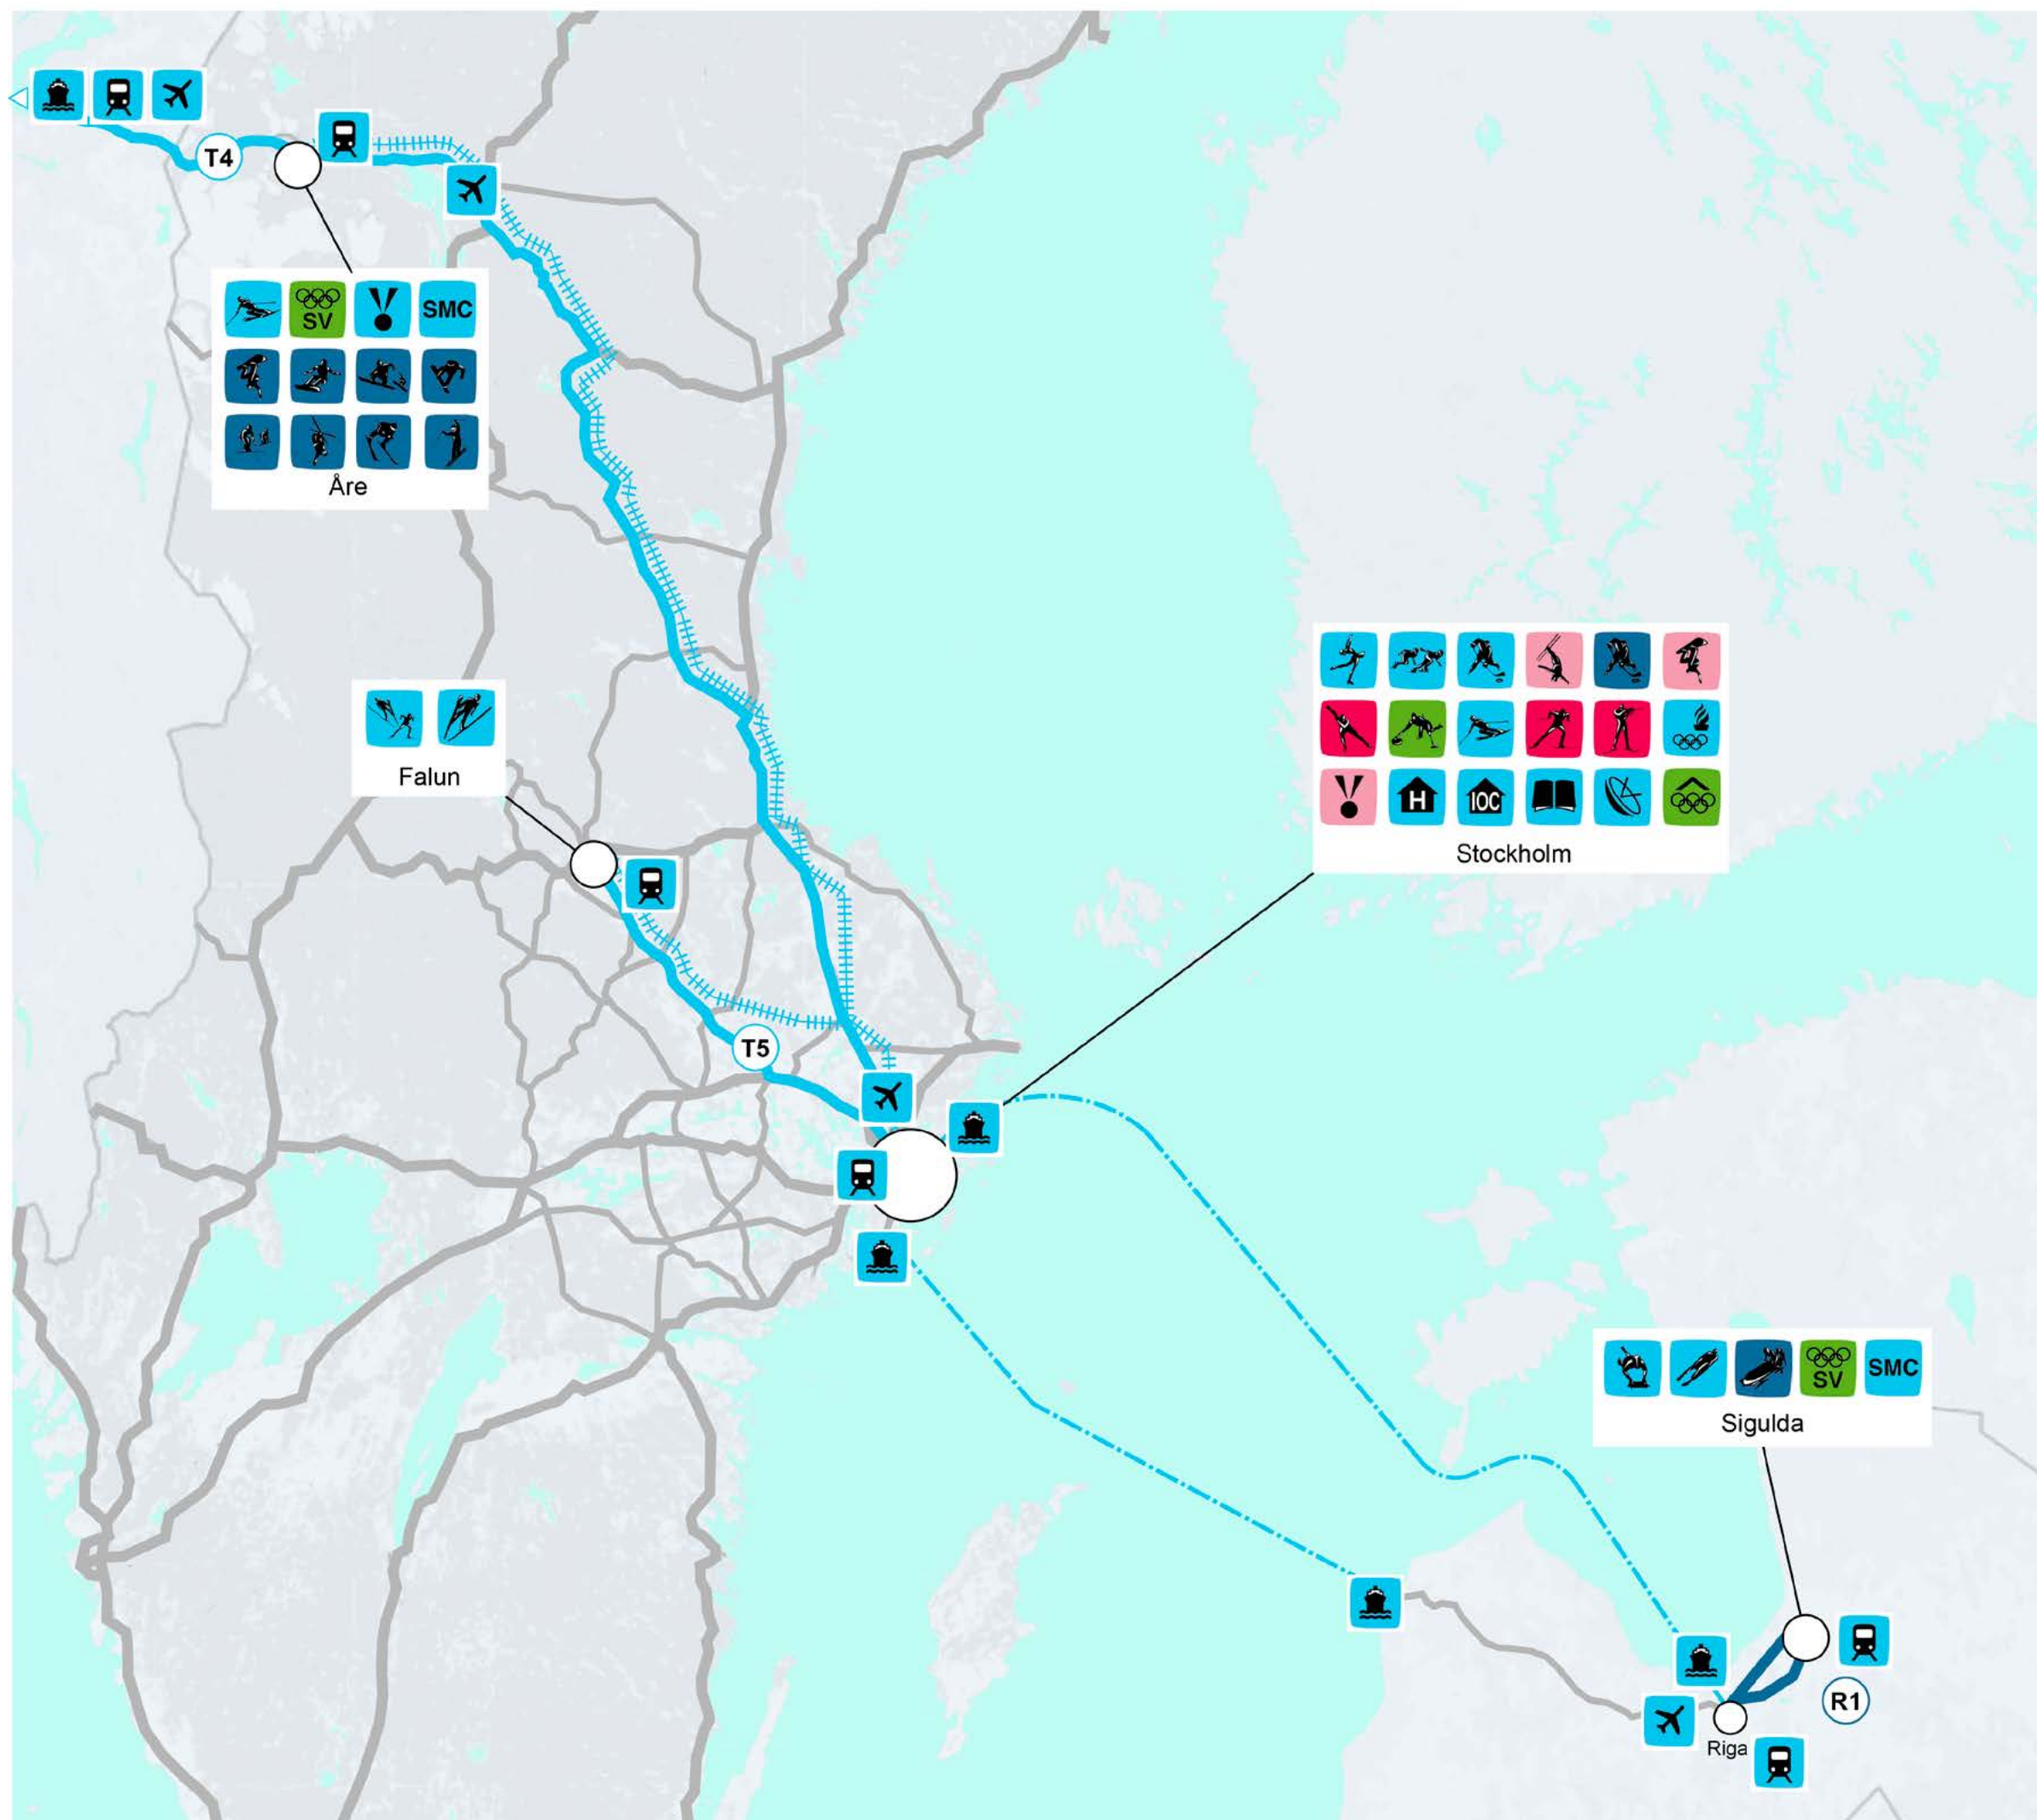 T4
SV
SMC
Åre
Falun
H
IOC
Stockholm
T5
SV
SMC
Sigulda
R1
Riga